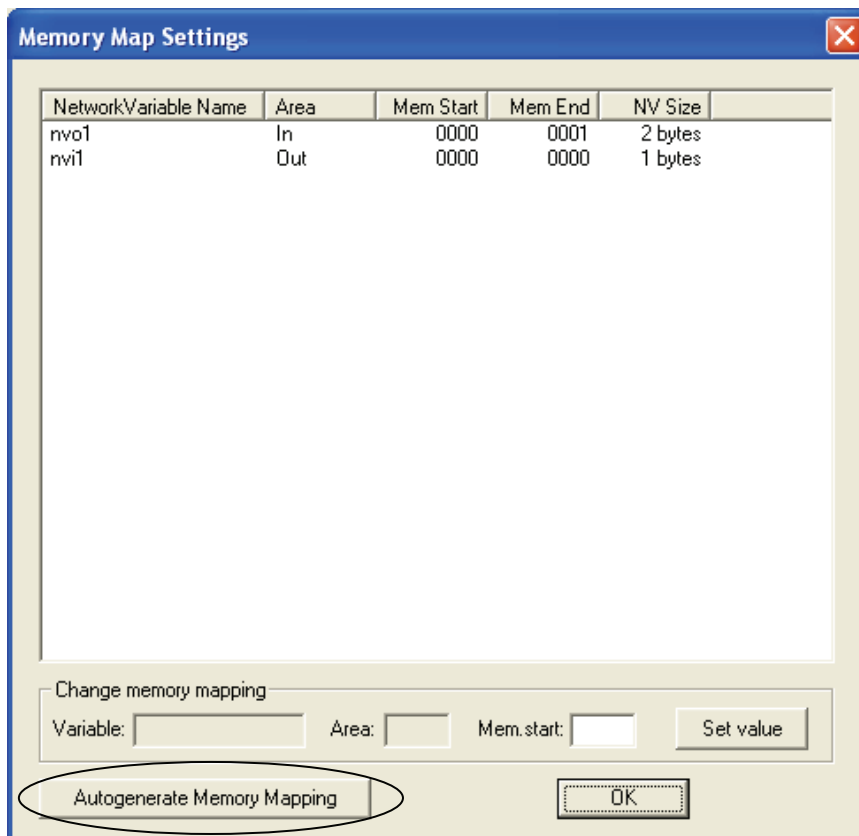 Memory Map Settings
NetworkVariable Name Area Mem Start Mem End NV Size
nvo1 In 0000 0001 2 bytes
nvi1 Out 0000 0000 1 bytes
Change memory mapping
Variable: Area: Mem.start: Set value
Autogenerate Memory Mapping OK